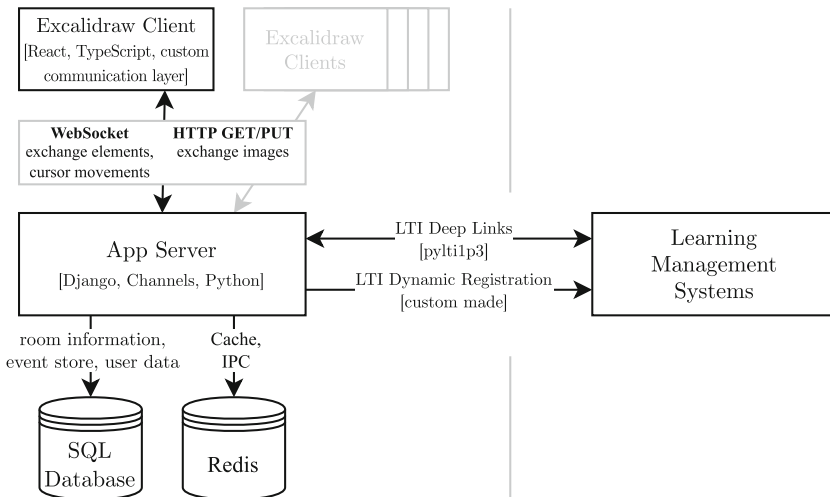 Excalidraw Client
[React, TypeScript, custom
communication layer]
Excalidraw
Clients
WebSocket
exchange elements,
cursor movements
HTTP GET/PUT
exchange images
App Server
[Django, Channels, Python]
LTI Deep Links
[pylti1p3]
LTI Dynamic Registration
[custom made]
Learning
Management
Systems
room information,
event store, user data
Cache,
IPC
SQL
Database
Redis